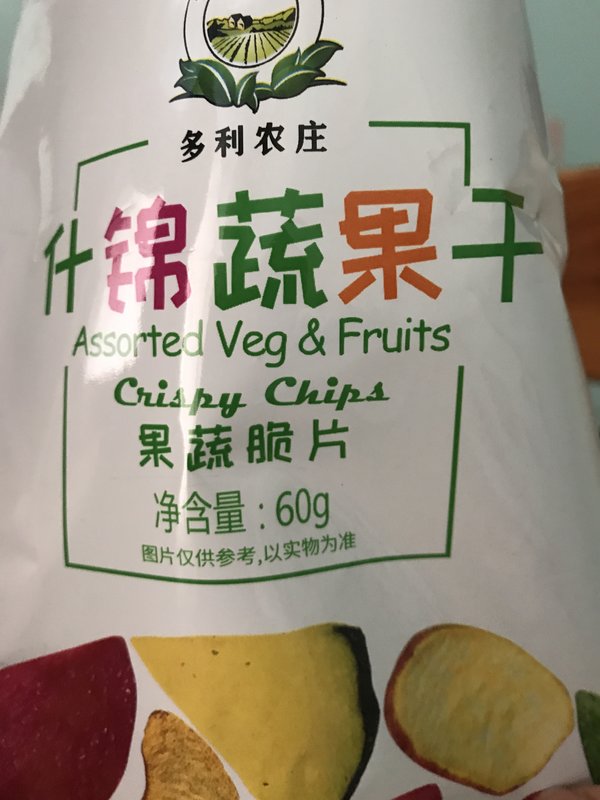 多利农庄
什锦蔬果干
Assorted Veg & Fruits
Crispy Chips
果蔬脆片
净含量：60g
图片仅供参考,以实物为准